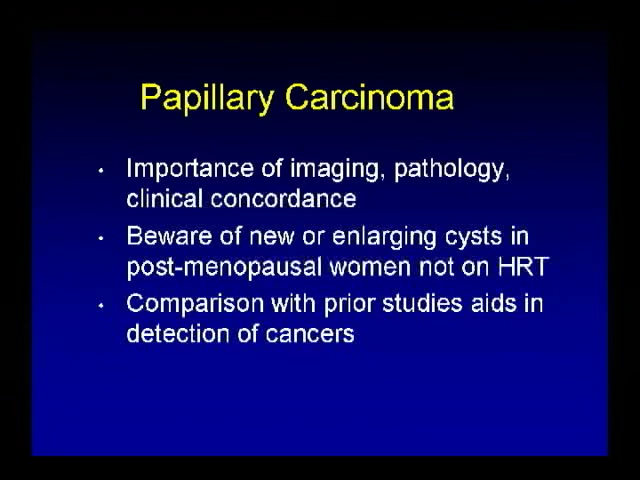 Papillary Carcinoma
• Importance of imaging, pathology,
clinical concordance
• Beware of new or enlarging cysts in
post-menopausal women not on HRT
• Comparison with prior studies aids in
detection of cancers